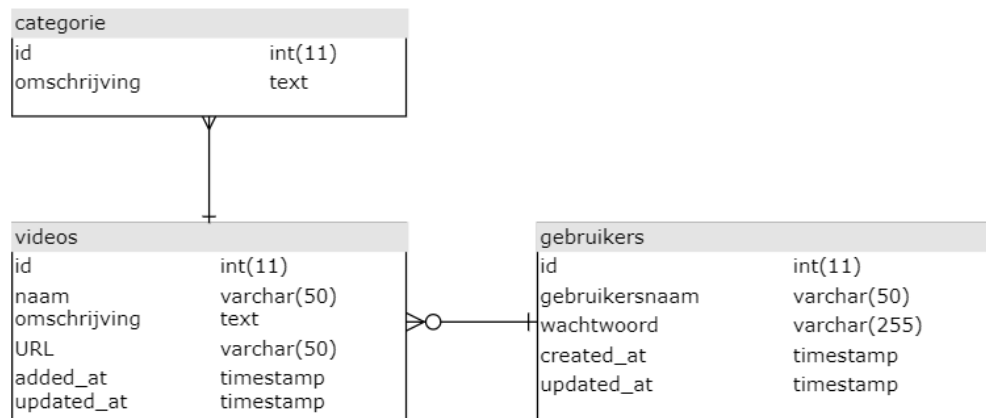 categorie
id int(11)
omschrijving text
videos
id int(11)
naam varchar(50)
omschrijving text
URL varchar(50)
added_at timestamp
updated_at timestamp
gebruikers
id int(11)
gebruikersnaam varchar(50)
wachtwoord varchar(255)
created_at timestamp
updated_at timestamp